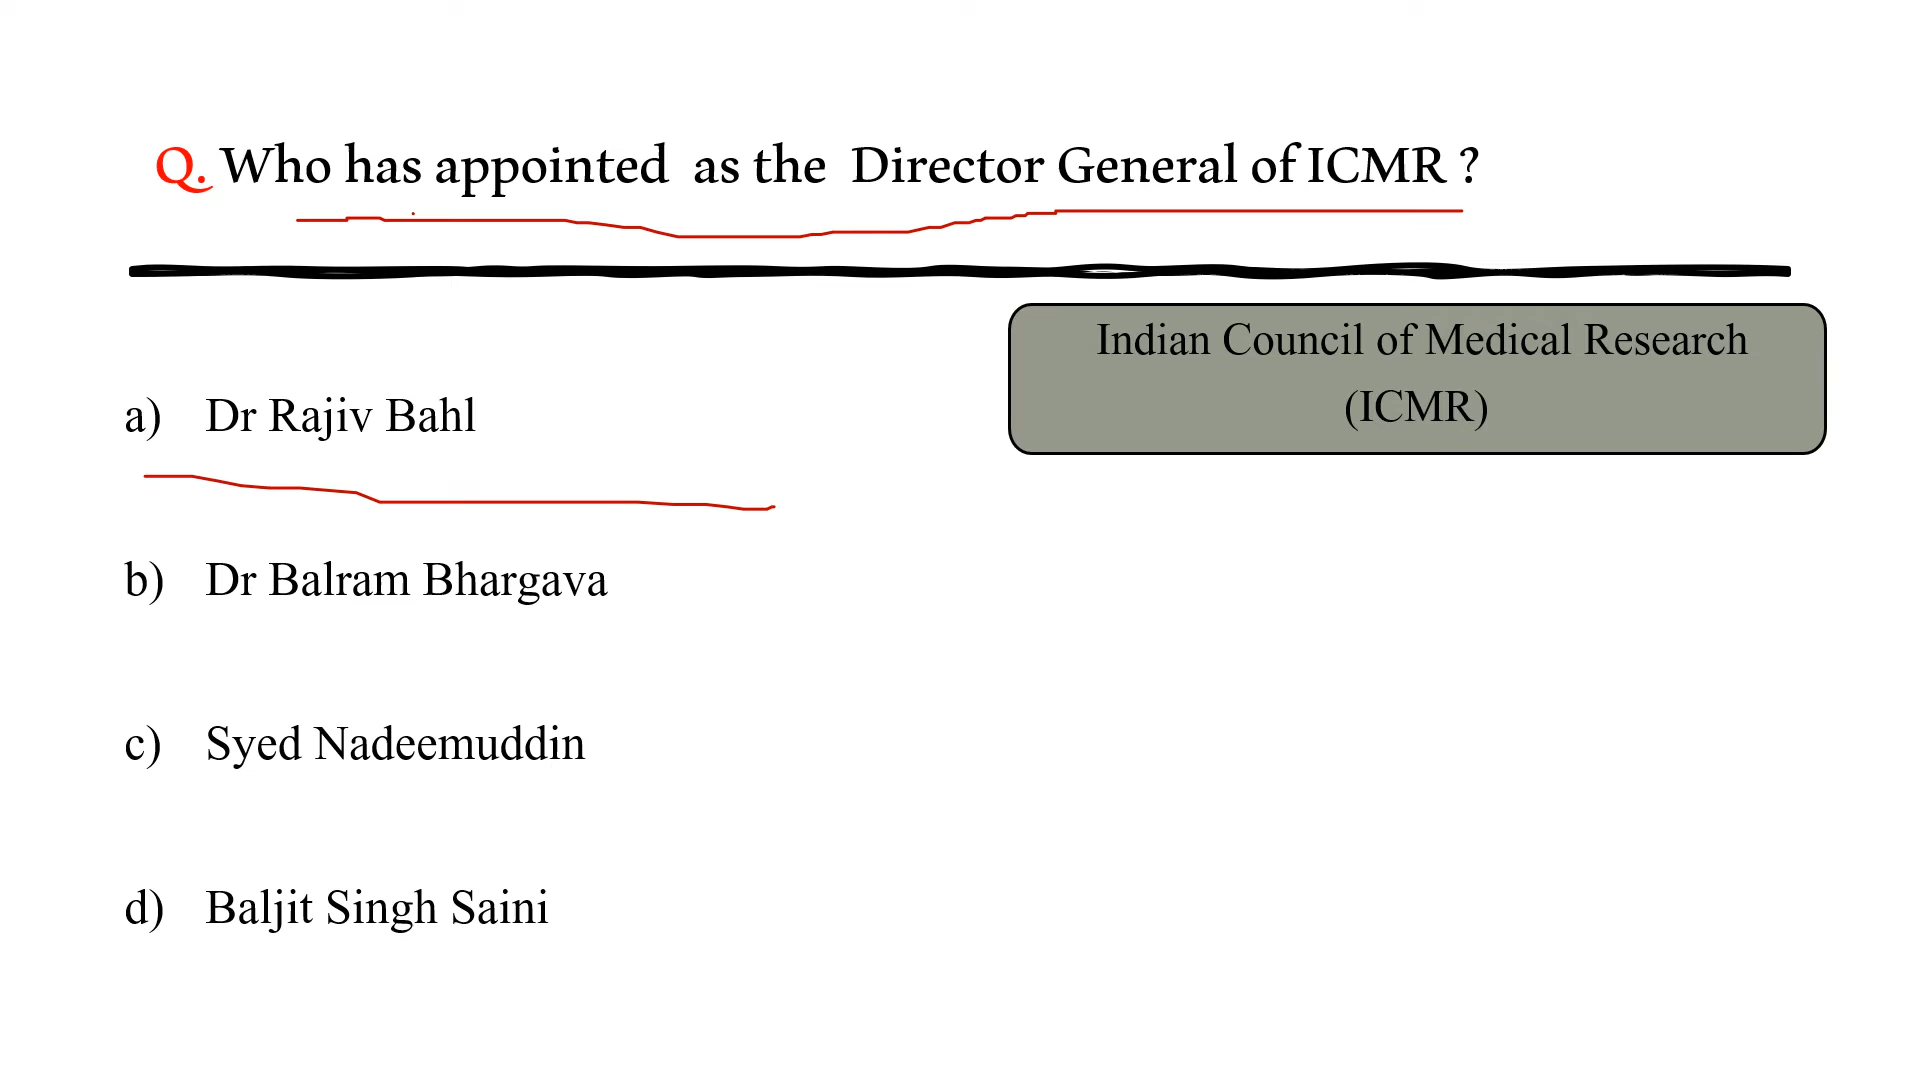 Q. Who has appointed as the Director General of ICMR ?
Indian Council of Medical Research
(ICMR)
a) Dr Rajiv Bahl
b) Dr Balram Bhargava
c) Syed Nadeemuddin
d) Baljit Singh Saini